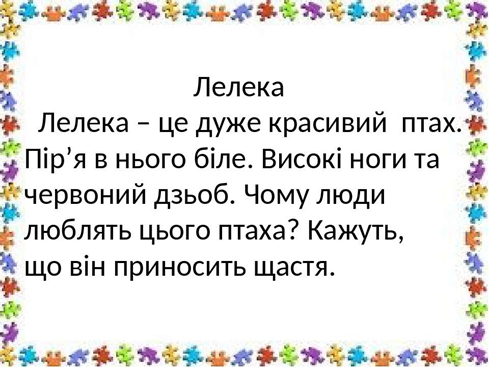 Лелека
Лелека – це дуже красивий  птах.
Пір’я в нього біле. Високі ноги та
червоний дзьоб. Чому люди
люблять цього птаха? Кажуть,
що він приносить щастя.